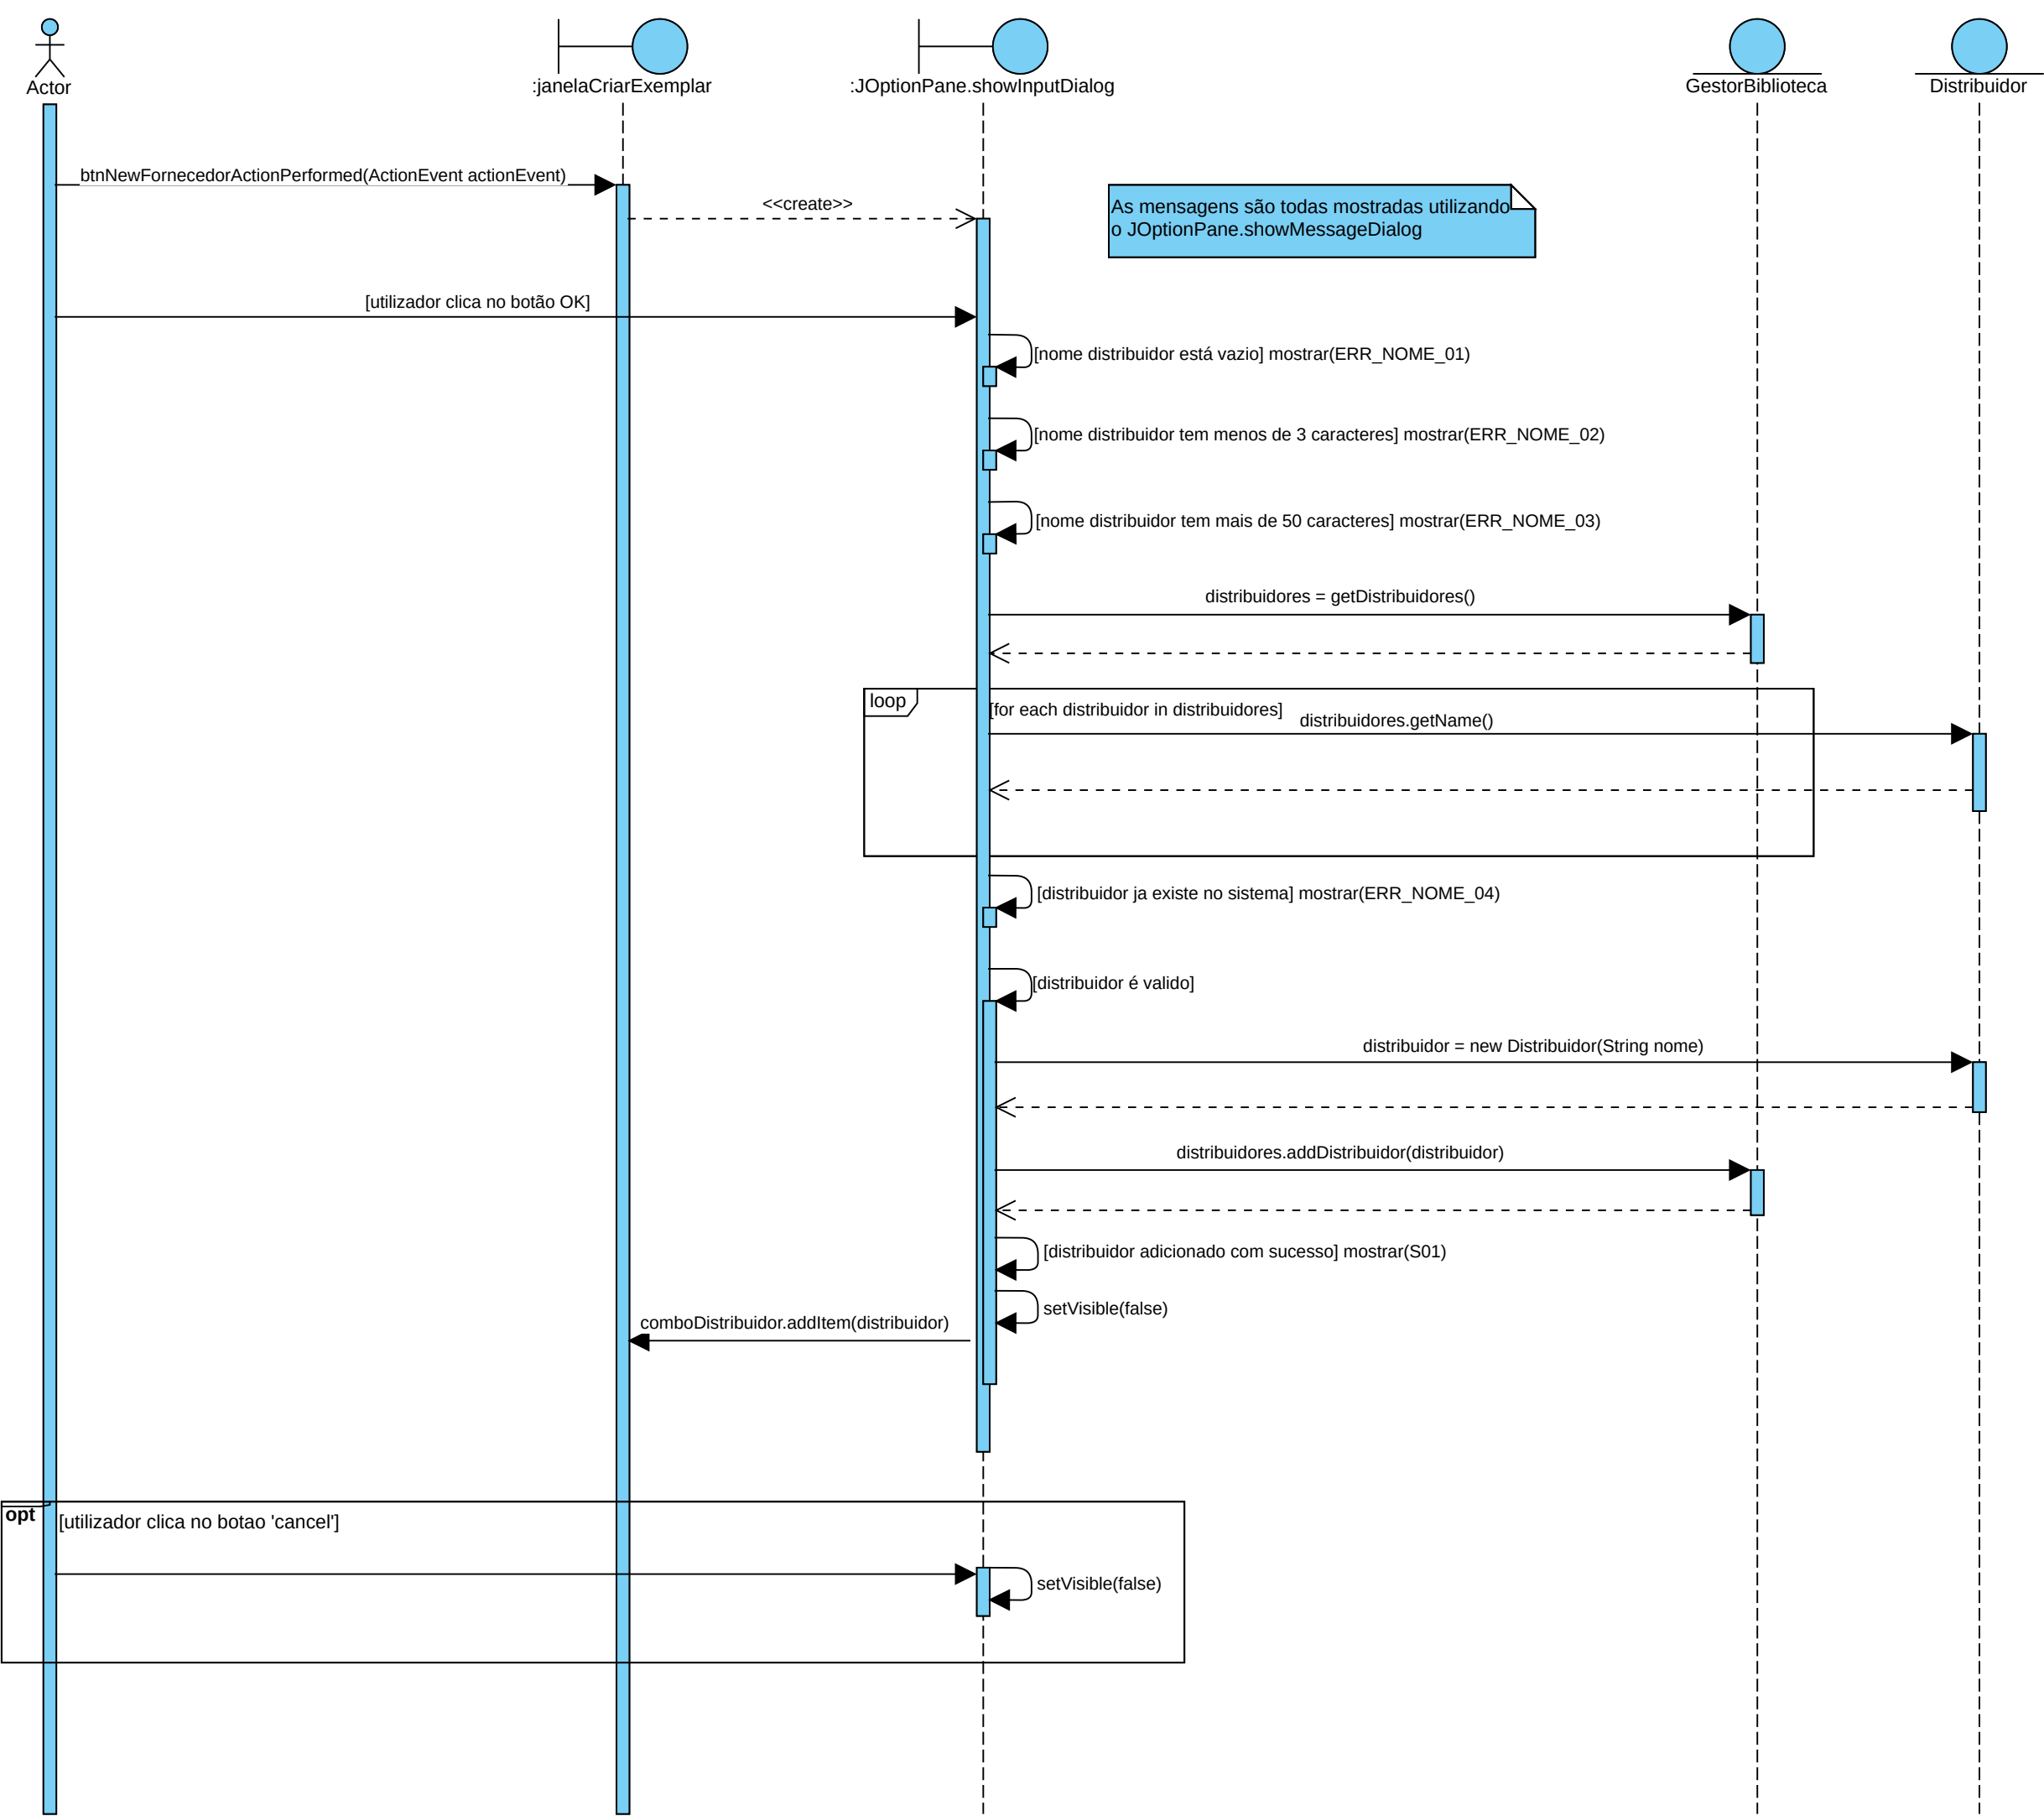 Actor
:janelaCriarExemplar
:JOptionPane.showInputDialog
GestorBiblioteca
Distribuidor
btnNewFornecedorActionPerformed(ActionEvent actionEvent)
<<create>>
As mensagens são todas mostradas utilizando
o JOptionPane.showMessageDialog
[utilizador clica no botão OK]
[nome distribuidor está vazio] mostrar(ERR_NOME_01)
[nome distribuidor tem menos de 3 caracteres] mostrar(ERR_NOME_02)
[nome distribuidor tem mais de 50 caracteres] mostrar(ERR_NOME_03)
distribuidores = getDistribuidores()
loop
[for each distribuidor in distribuidores]
distribuidores.getName()
[distribuidor ja existe no sistema] mostrar(ERR_NOME_04)
[distribuidor é valido]
distribuidor = new Distribuidor(String nome)
distribuidores.addDistribuidor(distribuidor)
[distribuidor adicionado com sucesso] mostrar(S01)
setVisible(false)
comboDistribuidor.addItem(distribuidor)
opt
[utilizador clica no botao 'cancel']
setVisible(false)